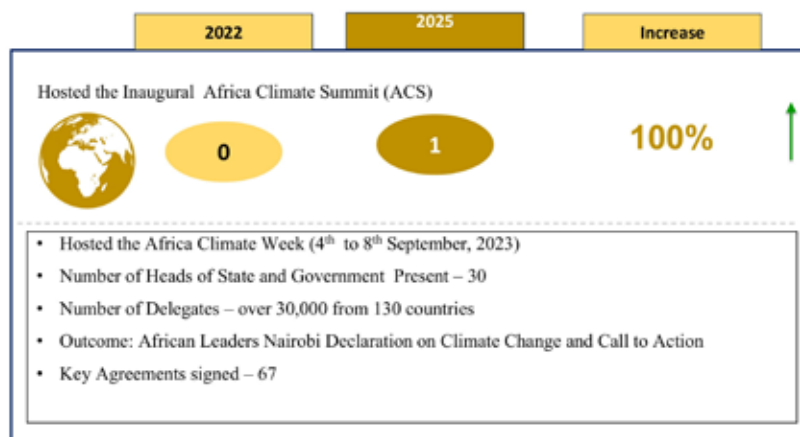 2022 2025 Increase
Hosted the Inaugural Africa Climate Summit (ACS)
0 1 100%
• Hosted the Africa Climate Week (4th to 8th September, 2023)
• Number of Heads of State and Government Present – 30
• Number of Delegates – over 30,000 from 130 countries
• Outcome: African Leaders Nairobi Declaration on Climate Change and Call to Action
• Key Agreements signed – 67